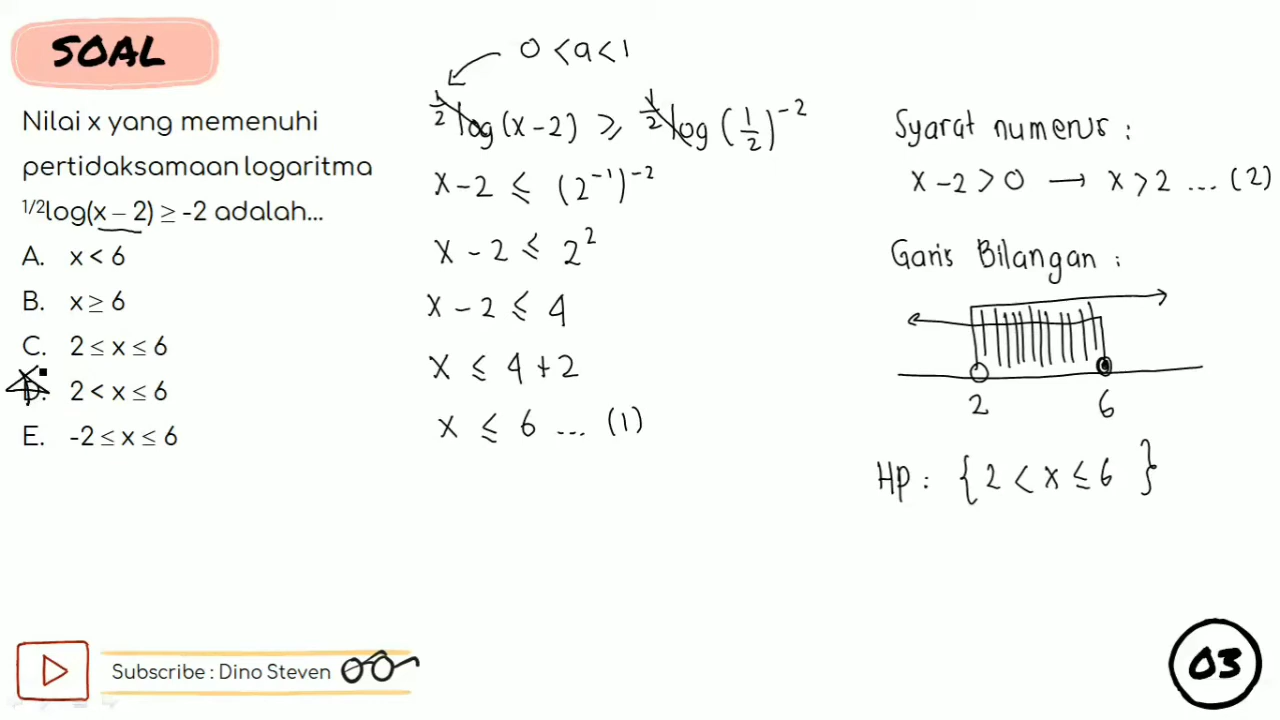 SOAL
Nilai x yang memenuhi
pertidaksamaan logaritma
¹/²log(x – 2) ≥ -2 adalah...
A. x < 6
B. x ≥ 6
C. 2 ≤ x ≤ 6
D. 2 < x ≤ 6
E. -2 ≤ x ≤ 6
0 < a < 1
¹/²log(x-2) ≥ ¹/²log(1/2)⁻²
x-2 ≤ (2⁻¹)⁻²
x - 2 ≤ 2²
x - 2 ≤ 4
x ≤ 4 + 2
x ≤ 6 ... (1)
Syarat numerus :
x - 2 > 0 → x > 2 ... (2)
Garis Bilangan :
2 6
HP : { 2 < x ≤ 6 }
Subscribe : Dino Steven
03